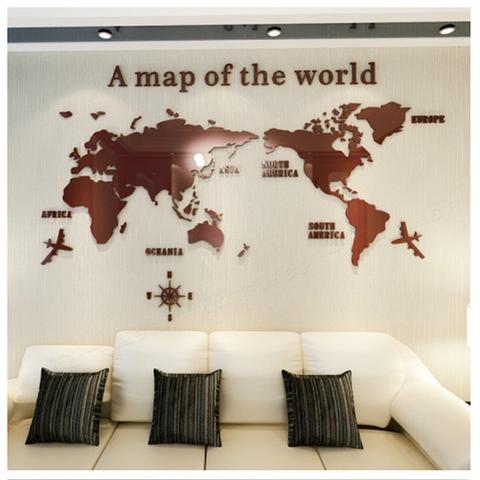 A map of the world
EUROPE
ASIA
NORTH
AMERICA
AFRICA
SOUTH
AMERICA
OCEANIA
N
W
E
S